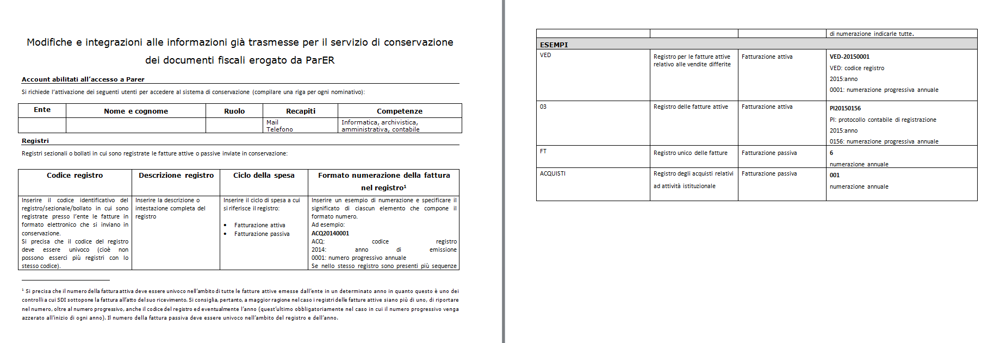 Modifiche e integrazioni alle informazioni già trasmesse per il servizio di conservazione
dei documenti fiscali erogato da ParER
Account abilitati all’accesso a Parer
Si richiede l’attivazione dei seguenti utenti per accedere al sistema di conservazione (compilare una riga per ogni nominativo):
Ente
Nome e cognome
Ruolo
Recapiti
Competenze
Mail
Telefono
Informatica, archivistica,
amministrativa, contabile
Registri
Registri sezionali o bollati in cui sono registrate le fatture attive o passive inviate in conservazione:
Codice registro
Descrizione registro
Ciclo della spesa
Formato numerazione della fattura
nel registro¹
Inserire il codice identificativo del
registro/sezionale/bollato in cui sono
registrate presso l’ente le fatture in
formato elettronico che si inviano in
conservazione.
Si precisa che il codice del registro
deve essere univoco (cioè non
possono esserci più registri con lo
stesso codice).
Inserire la descrizione o
intestazione completa del
registro
Inserire il ciclo di spesa a cui
si riferisce il registro:
• Fatturazione attiva
• Fatturazione passiva
Inserire un esempio di numerazione e specificare il
significato di ciascun elemento che compone il
formato numero.
Ad esempio:
ACQ20140001
ACQ: codice registro
2014: anno di emissione
0001: numero progressivo annuale
Se nello stesso registro sono presenti più sequenze
¹ Si precisa che il numero della fattura attiva deve essere univoco nell’ambito di tutte le fatture attive emesse dall’ente in un determinato anno in quanto questo è uno dei
controlli a cui SDI sottopone la fattura all’atto del suo ricevimento. Si consiglia, pertanto, a maggior ragione nel caso i registri delle fatture attive siano più di uno, di riportare
nel numero, oltre al numero progressivo, anche il codice del registro ed eventualmente l’anno (quest’ultimo obbligatoriamente nel caso in cui il numero progressivo venga
azzerato all’inizio di ogni anno). Il numero della fattura passiva deve essere univoco nell’ambito del registro e dell’anno.
di numerazione indicarle tutte.
ESEMPI
VED
Registro per le fatture attive
relativo alle vendite differite
Fatturazione attiva
VED-20150001
VED: codice registro
2015:anno
0001: numerazione progressiva annuale
03
Registro delle fatture attive
Fatturazione attiva
PI20150156
PI: protocollo contabile di registrazione
2015:anno
0156: numerazione progressiva annuale
FT
Registro unico delle fatture
Fatturazione passiva
6
numerazione annuale
ACQUISTI
Registro degli acquisti relativi
ad attività istituzionale
Fatturazione passiva
001
numerazione annuale